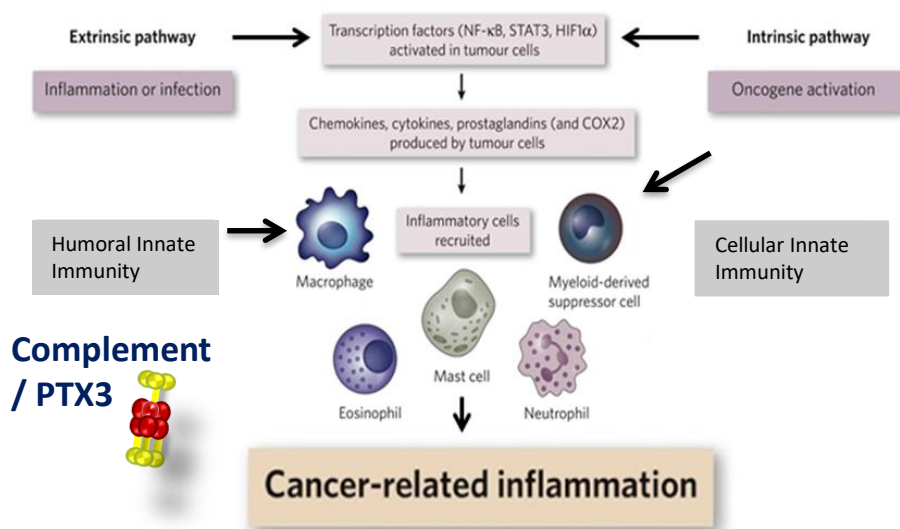 Extrinsic pathway
Transcription factors (NF-κB, STAT3, HIF1α)
activated in tumour cells
Intrinsic pathway
Inflammation or infection
Oncogene activation
Chemokines, cytokines, prostaglandins (and COX2)
produced by tumour cells
Humoral Innate
Immunity
Inflammatory cells
recruited
Cellular Innate
Immunity
Macrophage
Myeloid-derived
suppressor cell
Complement
/ PTX3
Mast cell
Eosinophil
Neutrophil
Cancer-related inflammation